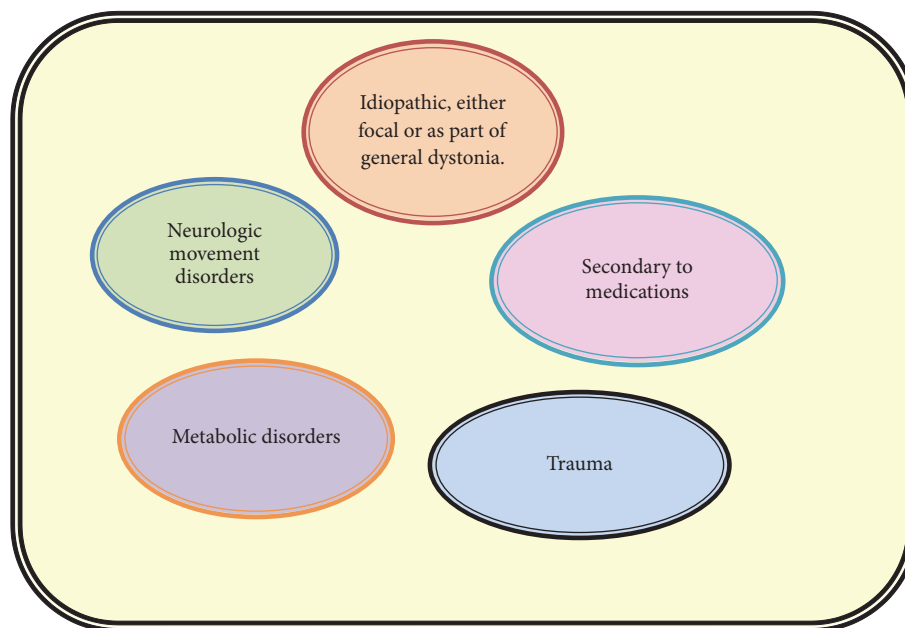 Idiopathic, either
focal or as part of
general dystonia.
Neurologic
movement
disorders
Secondary to
medications
Metabolic disorders
Trauma